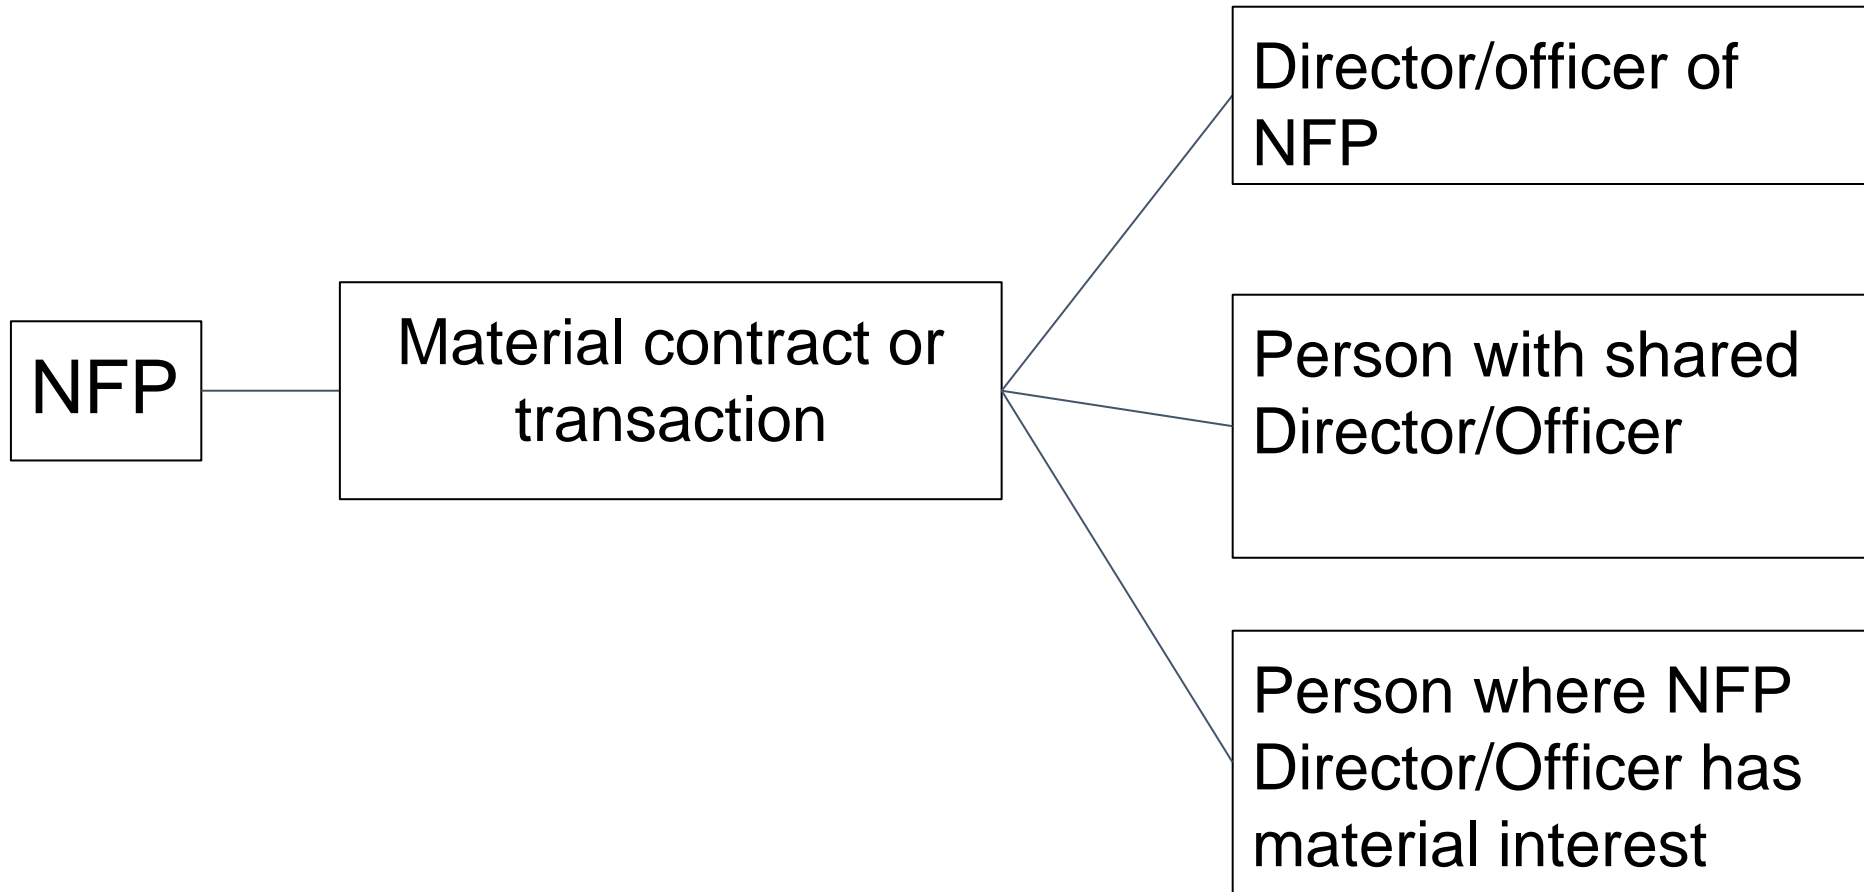 NFP
Material contract or
transaction
Director/officer of
NFP
Person with shared
Director/Officer
Person where NFP
Director/Officer has
material interest